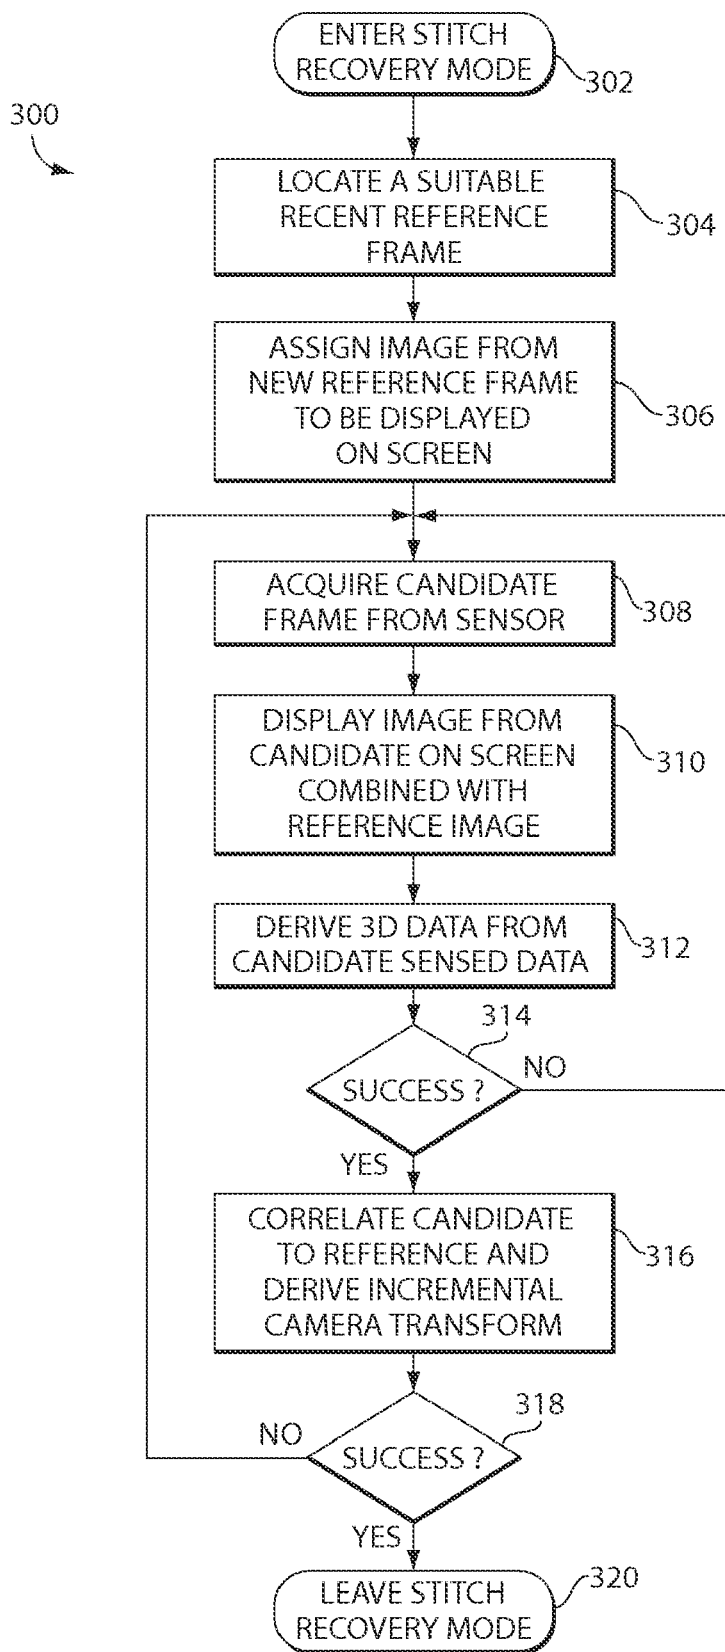 ENTER STITCH
RECOVERY MODE
302
300
LOCATE A SUITABLE
RECENT REFERENCE
FRAME
304
ASSIGN IMAGE FROM
NEW REFERENCE FRAME
TO BE DISPLAYED
ON SCREEN
306
ACQUIRE CANDIDATE
FRAME FROM SENSOR
308
DISPLAY IMAGE FROM
CANDIDATE ON SCREEN
COMBINED WITH
REFERENCE IMAGE
310
DERIVE 3D DATA FROM
CANDIDATE SENSED DATA
312
314
SUCCESS ?
NO
YES
CORRELATE CANDIDATE
TO REFERENCE AND
DERIVE INCREMENTAL
CAMERA TRANSFORM
316
318
NO
SUCCESS ?
YES
LEAVE STITCH
RECOVERY MODE
320